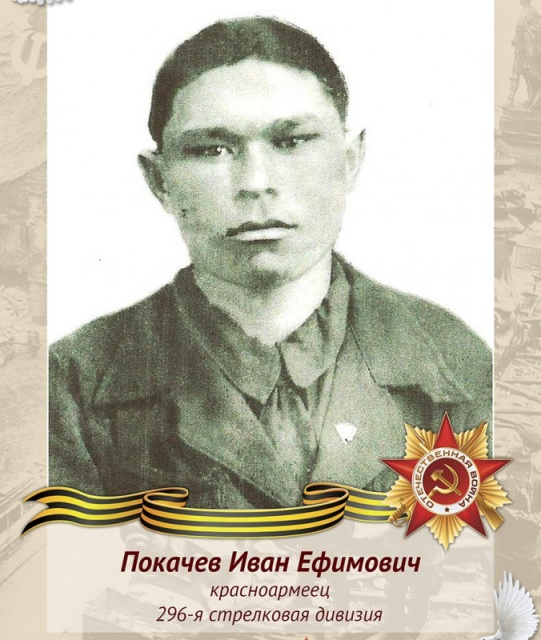 ОТЕЧЕСТВЕННАЯ ВОЙНА
Покачев Иван Ефимович
красноармеец
296-я стрелковая дивизия